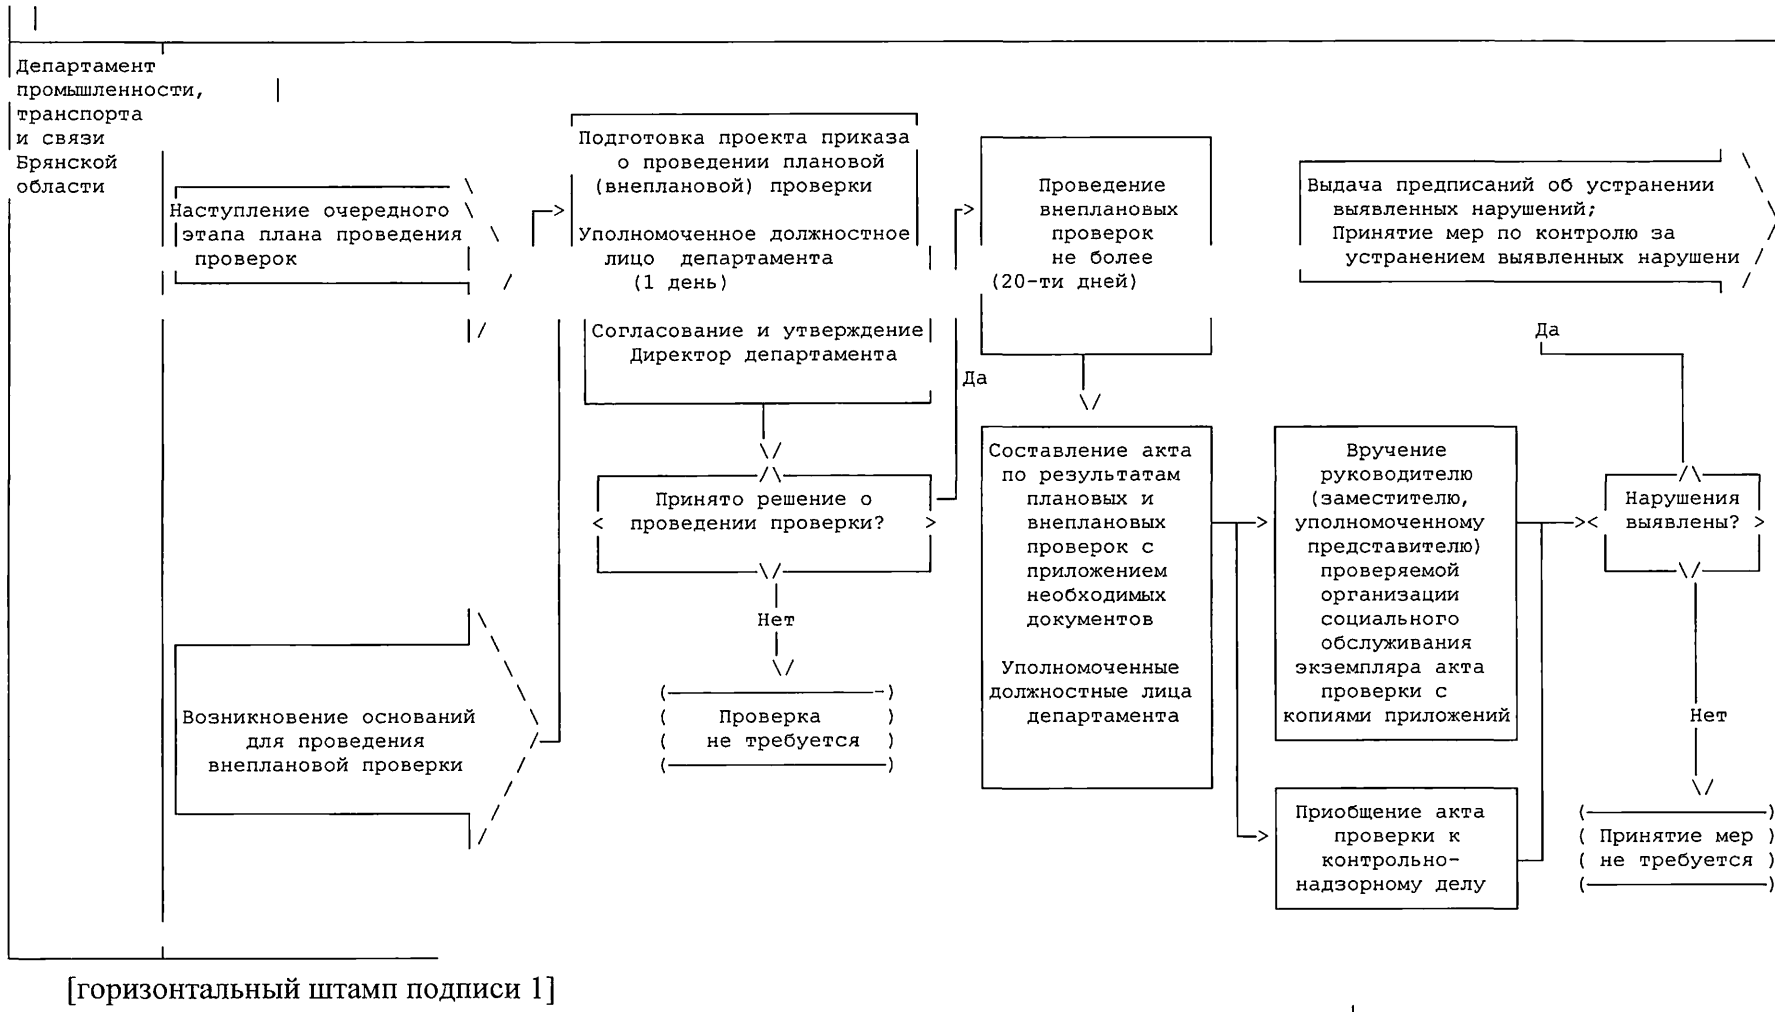 Департамент
промышленности,
транспорта
и связи
Брянской
области
Наступление очередного
этапа плана проведения
проверок
Возникновение оснований
для проведения
внеплановой проверки
Подготовка проекта приказа
о проведении плановой
(внеплановой) проверки
Уполномоченное должностное
лицо департамента
(1 день)
Согласование и утверждение
Директор департамента
Принято решение о
проведении проверки?
Да
Нет
Проверка
не требуется
Проведение
внеплановых
проверок
не более
(20-ти дней)
Составление акта
по результатам
плановых и
внеплановых
проверок с
приложением
необходимых
документов
Уполномоченные
должностные лица
департамента
Вручение
руководителю
(заместителю,
уполномоченному
представителю)
проверяемой
организации
социального
обслуживания
экземпляра акта
проверки с
копиями приложений
Приобщение акта
проверки к
контрольно-
надзорному делу
Нарушения
выявлены?
Да
Выдача предписаний об устранении
выявленных нарушений;
Принятие мер по контролю за
устранением выявленных нарушени
Нет
Принятие мер
не требуется
[горизонтальный штамп подписи 1]